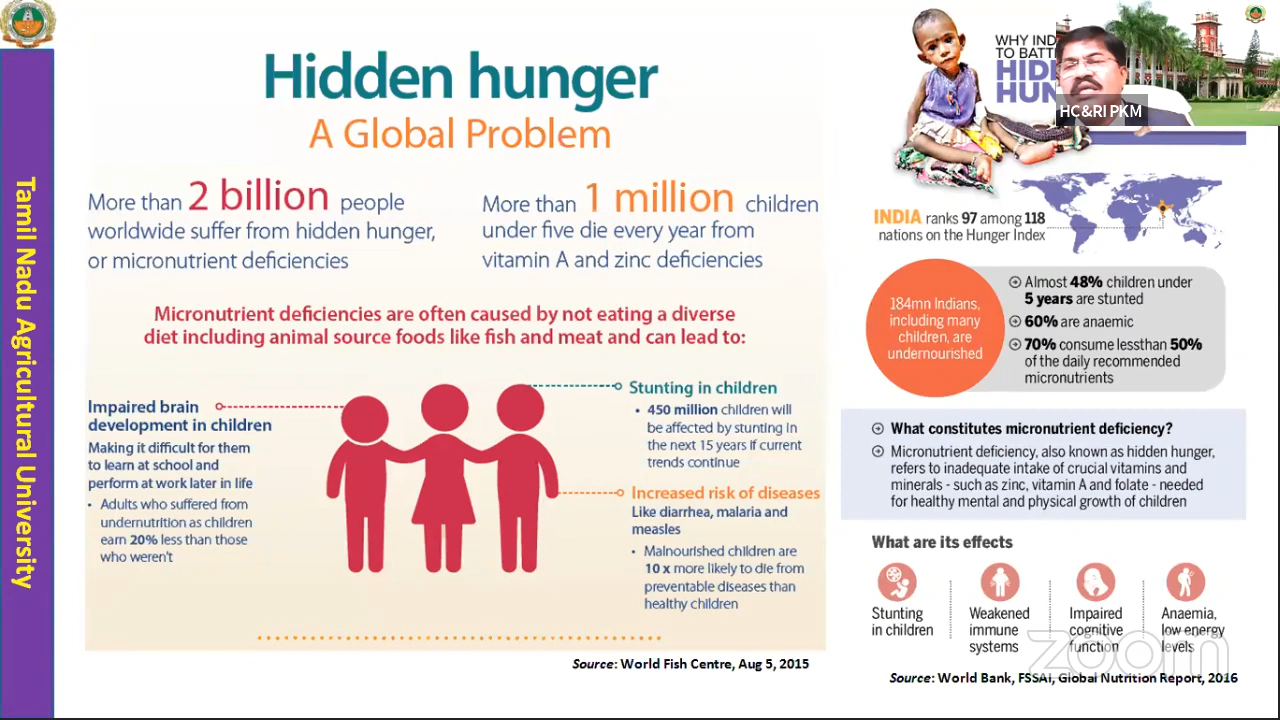 Tamil Nadu Agricultural University
Hidden hunger
A Global Problem
More than 2 billion people
worldwide suffer from hidden hunger,
or micronutrient deficiencies
More than 1 million children
under five die every year from
vitamin A and zinc deficiencies
Micronutrient deficiencies are often caused by not eating a diverse
diet including animal source foods like fish and meat and can lead to:
Impaired brain
development in children
Making it difficult for them
to learn at school and
perform at work later in life
• Adults who suffered from
undernutrition as children
earn 20% less than those
who weren't
Stunting in children
• 450 million children will
be affected by stunting in
the next 15 years if current
trends continue
Increased risk of diseases
Like diarrhea, malaria and
measles
• Malnourished children are
10 x more likely to die from
preventable diseases than
healthy children
Source: World Fish Centre, Aug 5, 2015
WHY
TO
HC&RI PKM
INDIA ranks 97 among 118
nations on the Hunger Index
184mn Indians,
including many
children, are
undernourished
Almost 48% children under
5 years are stunted
60% are anaemic
70% consume lessthan 50%
of the daily recommended
micronutrients
What constitutes micronutrient deficiency?
Micronutrient deficiency, also known as hidden hunger,
refers to inadequate intake of crucial vitamins and
minerals - such as zinc, vitamin A and folate - needed
for healthy mental and physical growth of children
What are its effects
Stunting
in children
Weakened
immune
systems
Impaired
cognitive
function
Anaemia,
low energy
levels
zoom
Source: World Bank, FSSAI, Global Nutrition Report, 2016